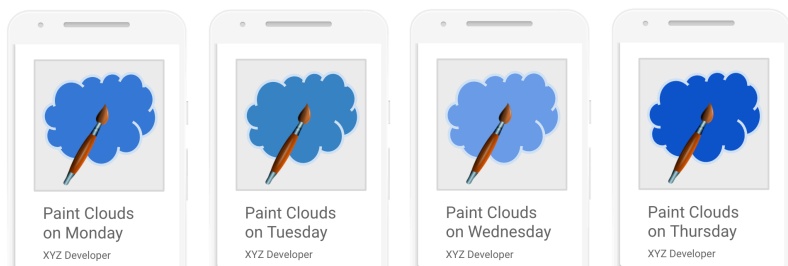 Paint Clouds
on Monday
XYZ Developer
Paint Clouds
on Tuesday
XYZ Developer
Paint Clouds
on Wednesday
XYZ Developer
Paint Clouds
on Thursday
XYZ Developer